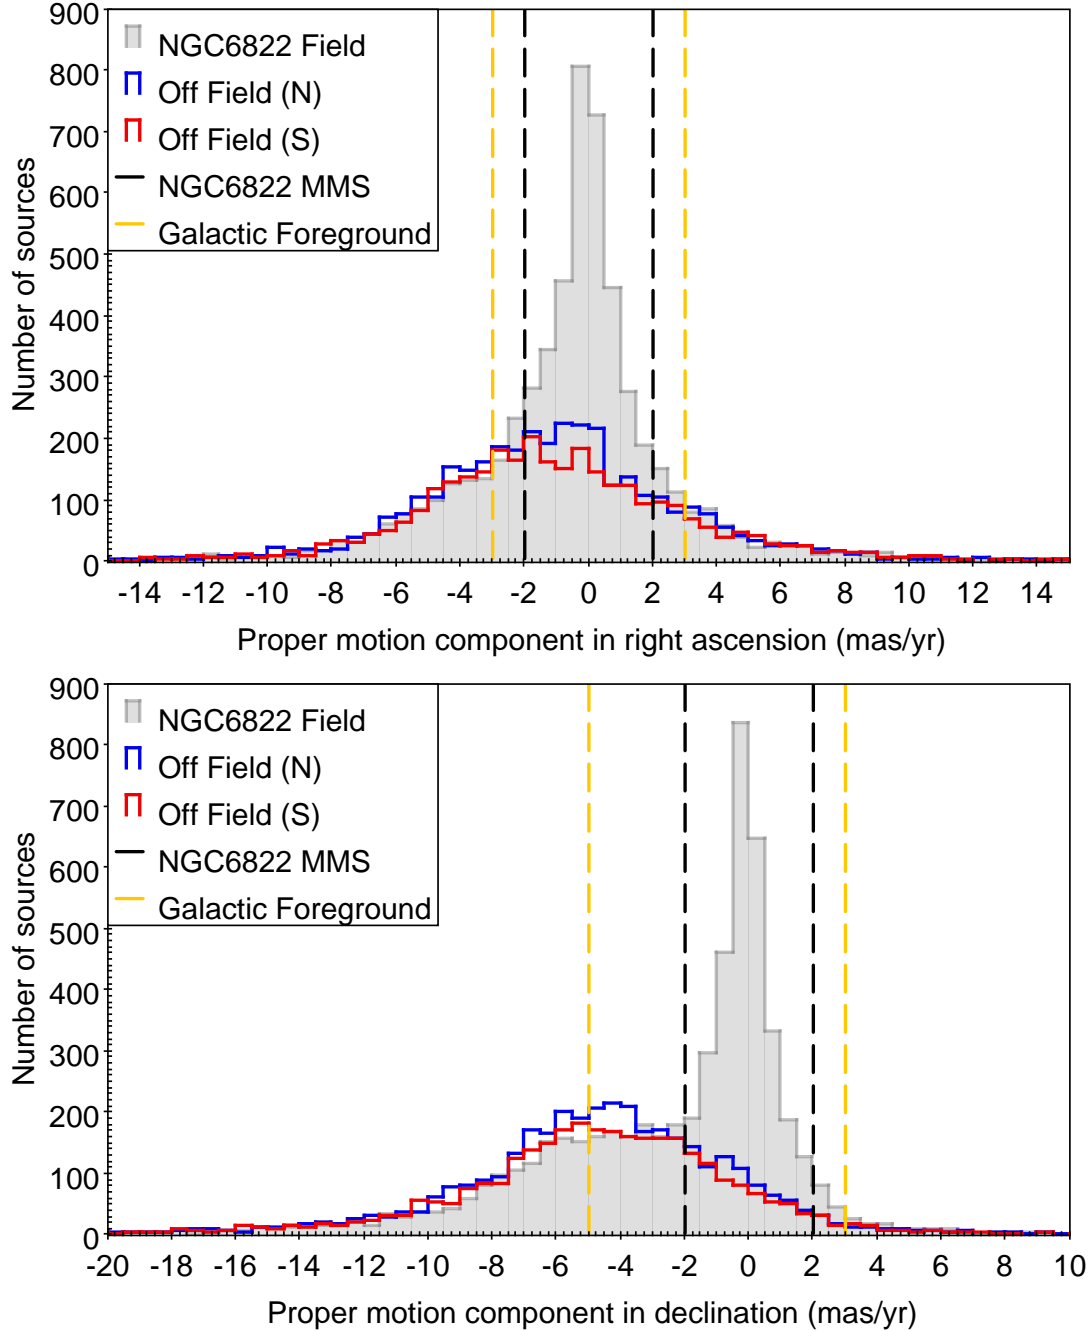 900
800
700
600
500
400
300
200
100
0
Number of sources
NGC6822 Field
Off Field (N)
Off Field (S)
NGC6822 MMS
Galactic Foreground
-14 -12 -10 -8 -6 -4 -2 0 2 4 6 8 10 12 14
Proper motion component in right ascension (mas/yr)
900
800
700
600
500
400
300
200
100
0
Number of sources
NGC6822 Field
Off Field (N)
Off Field (S)
NGC6822 MMS
Galactic Foreground
-20 -18 -16 -14 -12 -10 -8 -6 -4 -2 0 2 4 6 8 10
Proper motion component in declination (mas/yr)